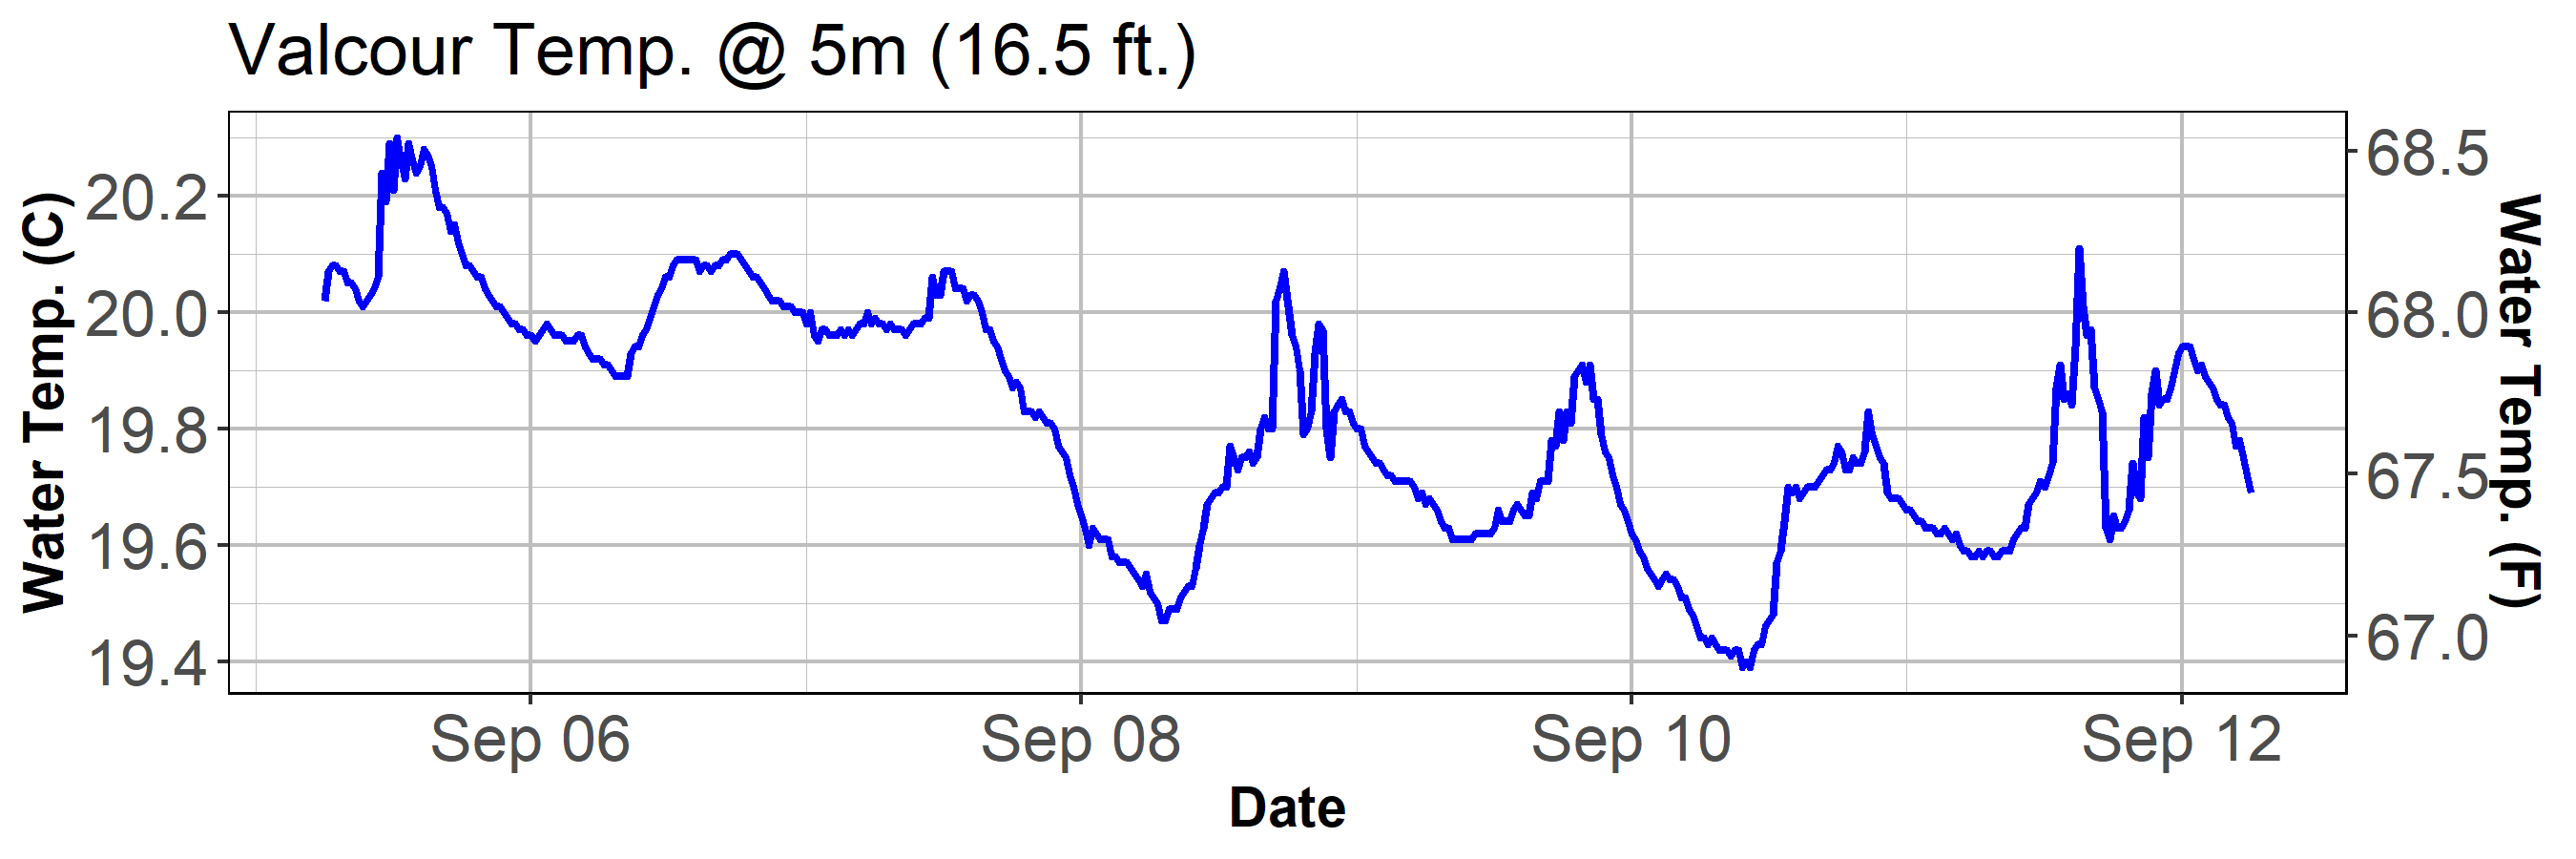 Valcour Temp. @ 5m (16.5 ft.)
Water Temp. (C)
20.2
20.0
19.8
19.6
19.4
68.5
68.0
67.5
67.0
Water Temp. (F)
Sep 06
Sep 08
Sep 10
Sep 12
Date